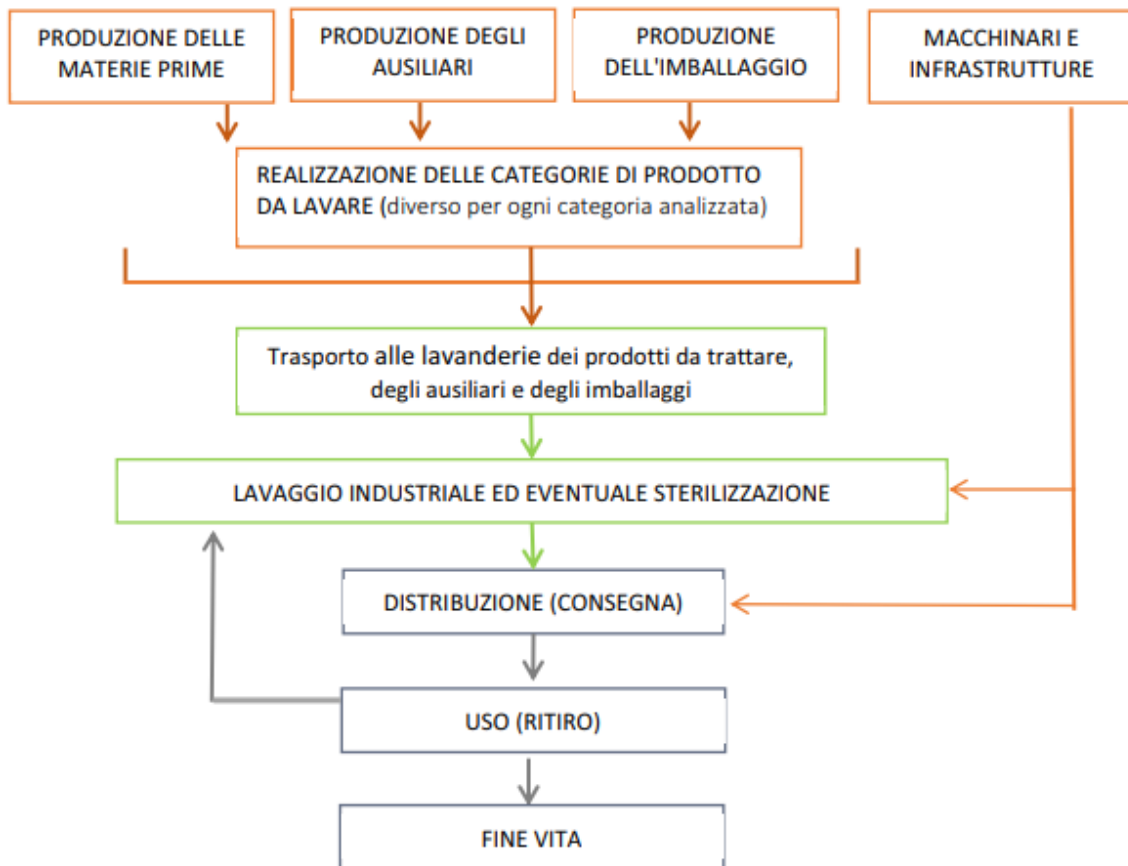 PRODUZIONE DELLE
MATERIE PRIME
PRODUZIONE DEGLI
AUSILIARI
PRODUZIONE
DELL'IMBALLAGGIO
MACCHINARI E
INFRASTRUTTURE
REALIZZAZIONE DELLE CATEGORIE DI PRODOTTO
DA LAVARE (diverso per ogni categoria analizzata)
Trasporto alle lavanderie dei prodotti da trattare,
degli ausiliari e degli imballaggi
LAVAGGIO INDUSTRIALE ED EVENTUALE STERILIZZAZIONE
DISTRIBUZIONE (CONSEGNA)
USO (RITIRO)
FINE VITA